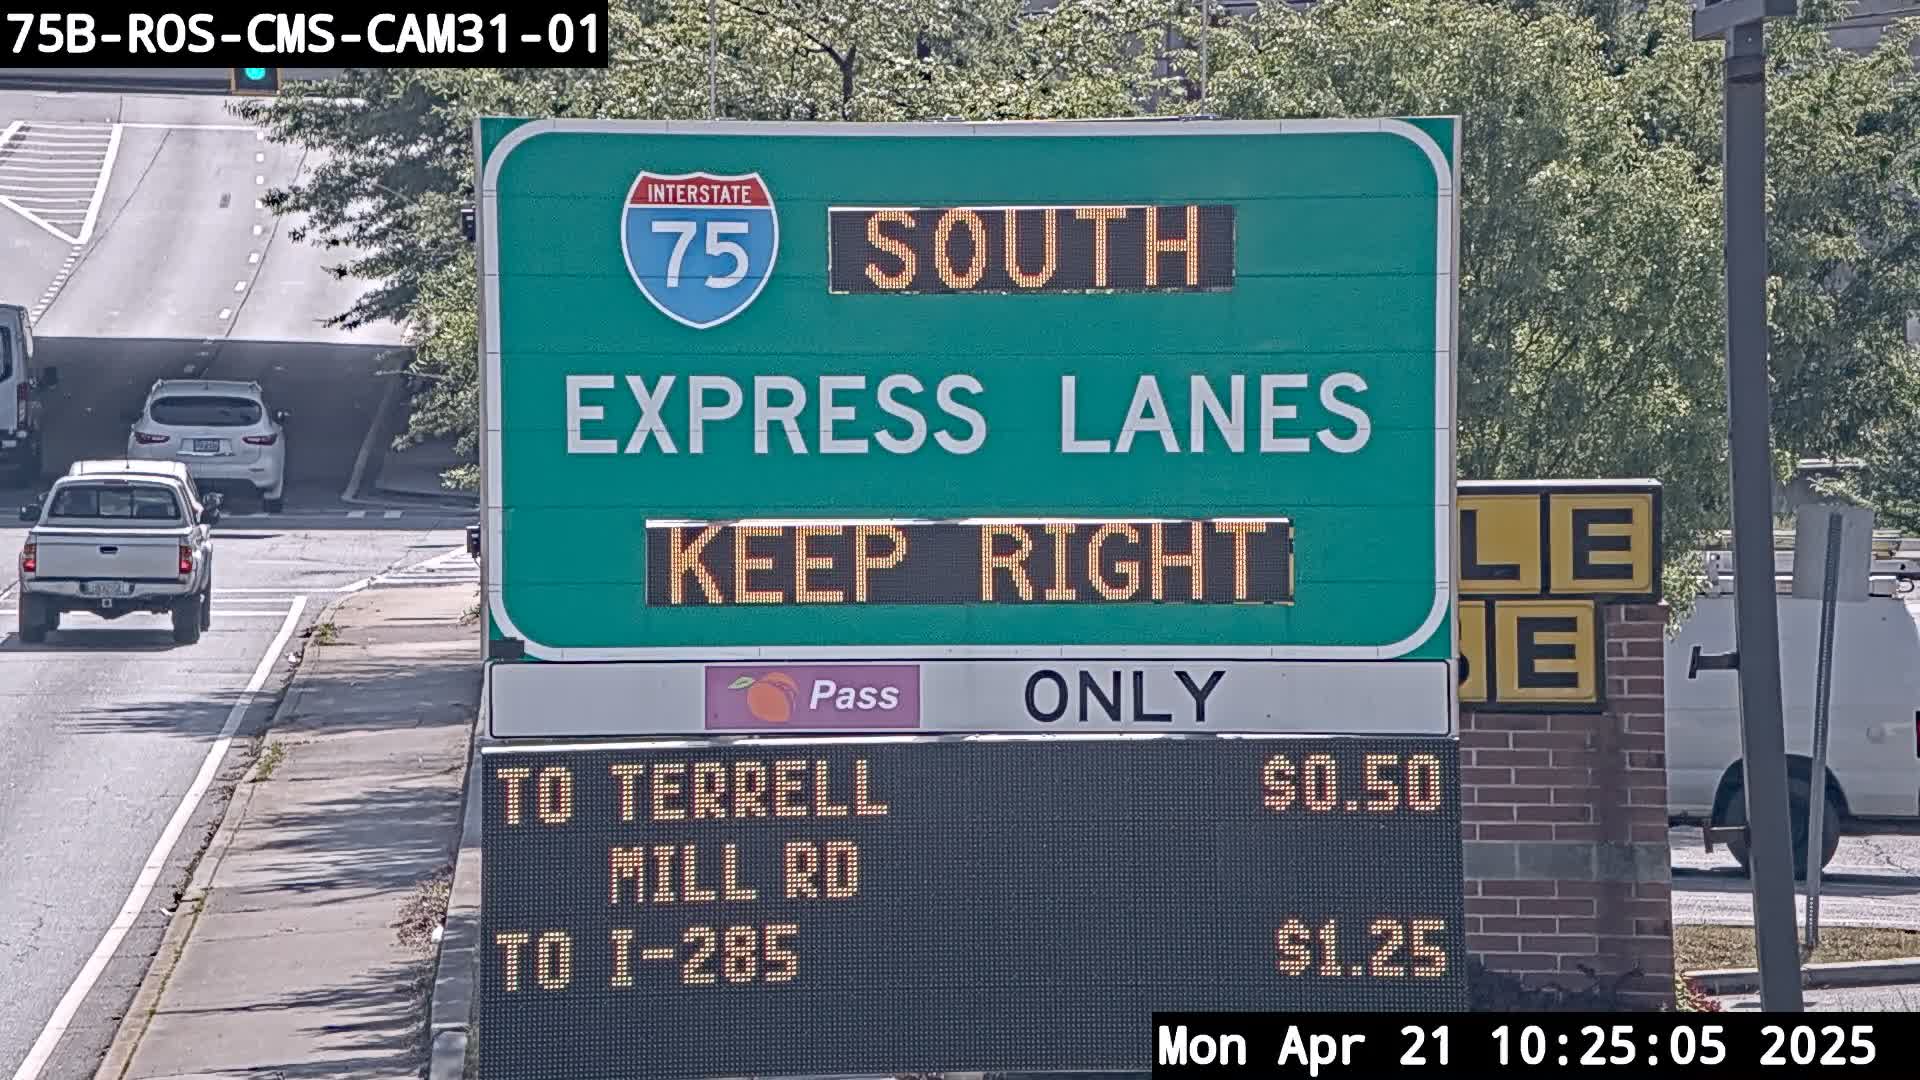 75B-ROS-CMS-CAM31-01
INTERSTATE
75
SOUTH
EXPRESS LANES
KEEP RIGHT
Pass ONLY
TO TERRELL $0.50
MILL RD
TO I-285 $1.25
LE
E
Mon Apr 21 10:25:05 2025